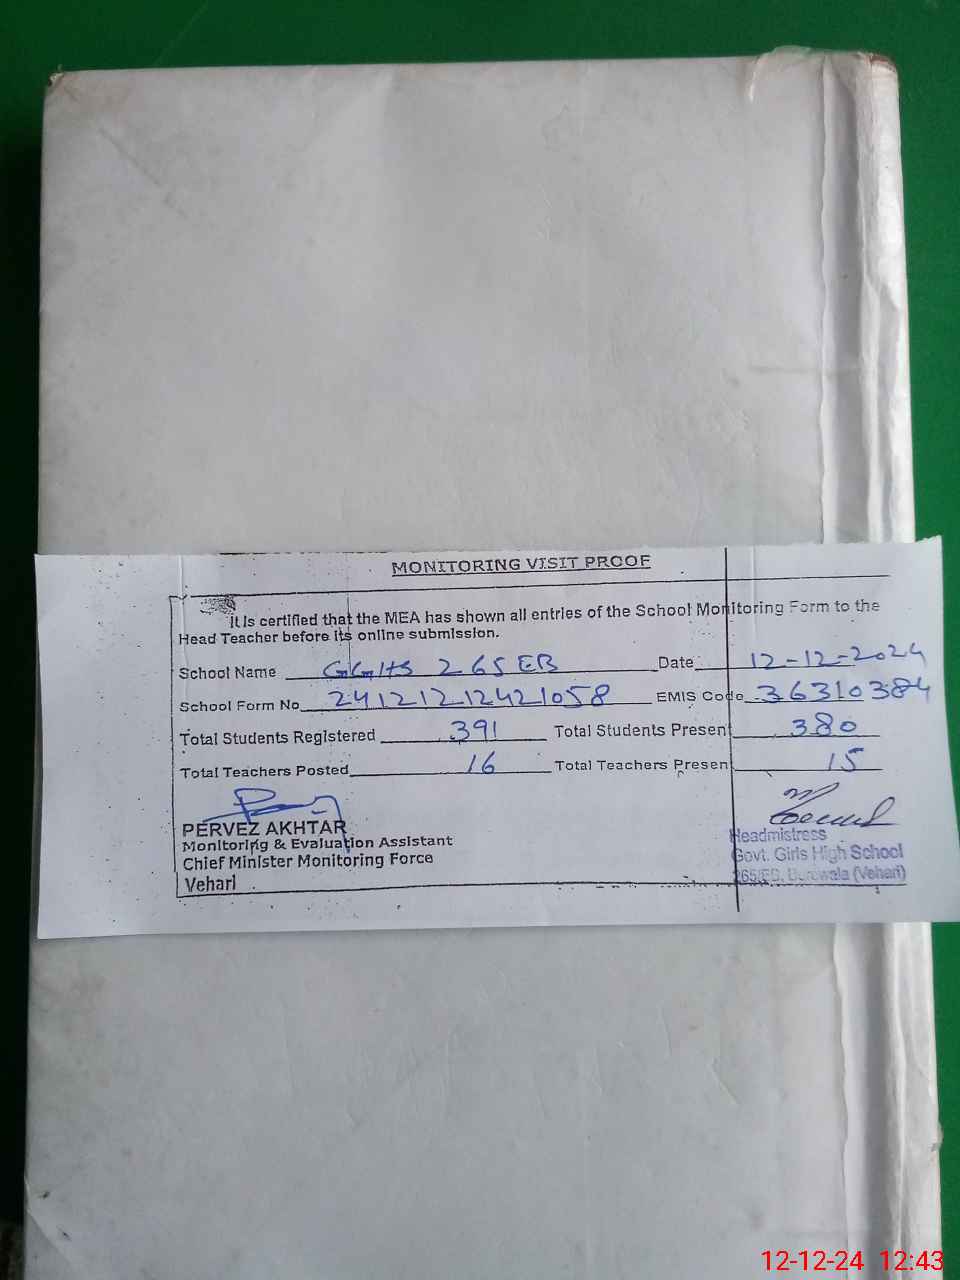 MONITORING VISIT PROOF
It is certified that the MEA has shown all entries of the School Monitoring Form to the
Head Teacher before its online submission.
School Name GGHS 265 EB Date 12-12-2024
School Form No. 24121212421058 EMIS Code 36310384
Total Students Registered 391 Total Students Present 380
Total Teachers Posted 16 Total Teachers Present 15
PERVEZ AKHTAR
Monitoring & Evaluation Assistant
Chief Minister Monitoring Force
Vehari
Headmistress
Govt. Girls High School
265/EB, Burewala (Vehari)
12-12-24 12:43